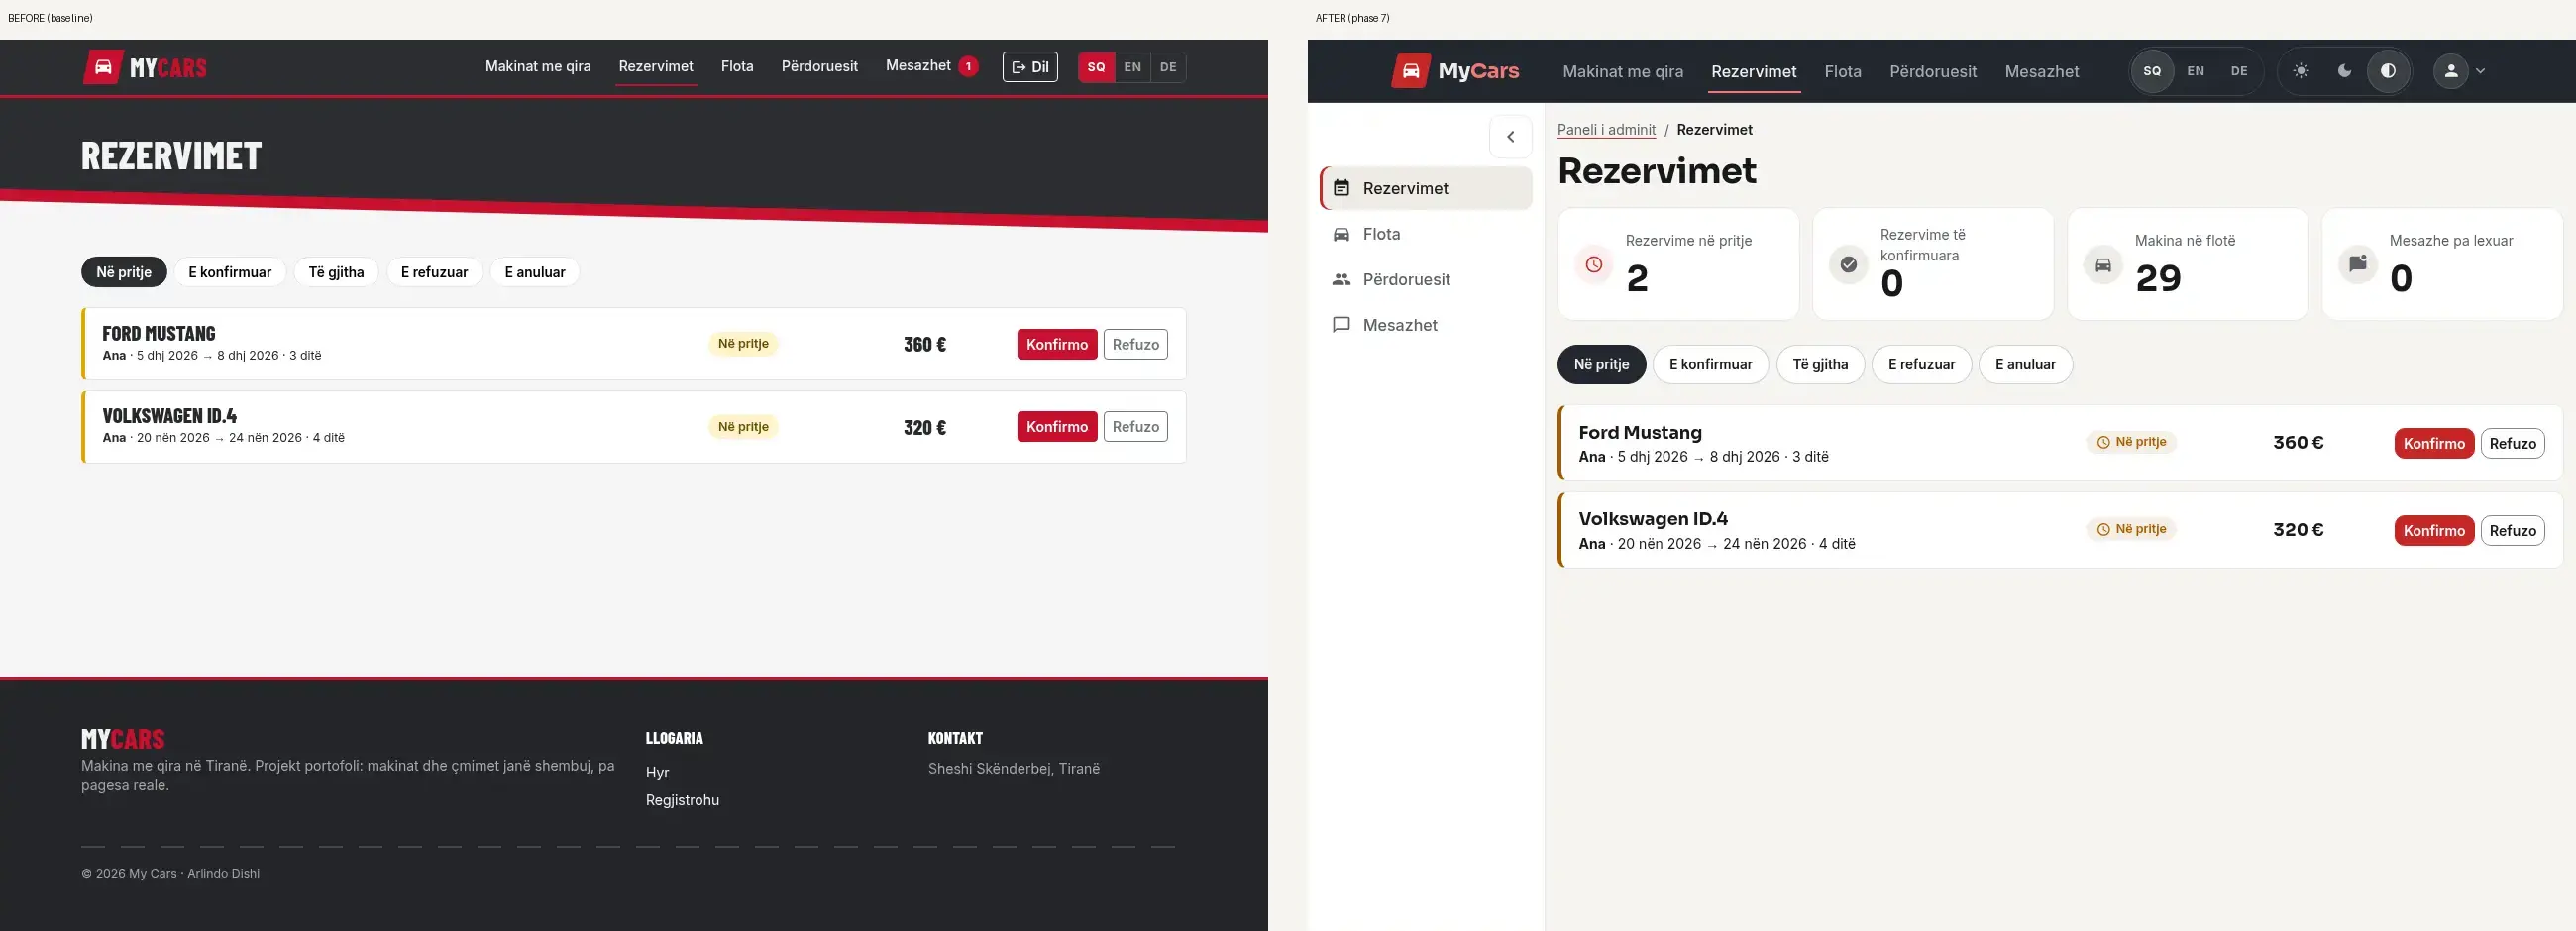 BEFORE (baseline)
MYCARS
Makinat me qira Rezervimet Flota Përdoruesit Mesazhet 1 Dil SQ EN DE
REZERVIMET
Në pritje E konfirmuar Të gjitha E refuzuar E anuluar
FORD MUSTANG
Ana · 5 dhj 2026 → 8 dhj 2026 · 3 ditë
Në pritje 360 € Konfirmo Refuzo
VOLKSWAGEN ID.4
Ana · 20 nën 2026 → 24 nën 2026 · 4 ditë
Në pritje 320 € Konfirmo Refuzo
MYCARS
Makina me qira në Tiranë. Projekt portofoli: makinat dhe çmimet janë shembuj, pa
pagesa reale.
LLOGARIA
Hyr
Regjistrohu
KONTAKT
Sheshi Skënderbej, Tiranë
© 2026 My Cars · Arlindo Dishl
AFTER (phase 7)
MyCars
Makinat me qira Rezervimet Flota Përdoruesit Mesazhet SQ EN DE
Rezervimet
Flota
Përdoruesit
Mesazhet
Paneli i adminit / Rezervimet
Rezervimet
Rezervime në pritje
2
Rezervime të
konfirmuara
0
Makina në flotë
29
Mesazhe pa lexuar
0
Në pritje E konfirmuar Të gjitha E refuzuar E anuluar
Ford Mustang
Ana · 5 dhj 2026 → 8 dhj 2026 · 3 ditë
Në pritje 360 € Konfirmo Refuzo
Volkswagen ID.4
Ana · 20 nën 2026 → 24 nën 2026 · 4 ditë
Në pritje 320 € Konfirmo Refuzo